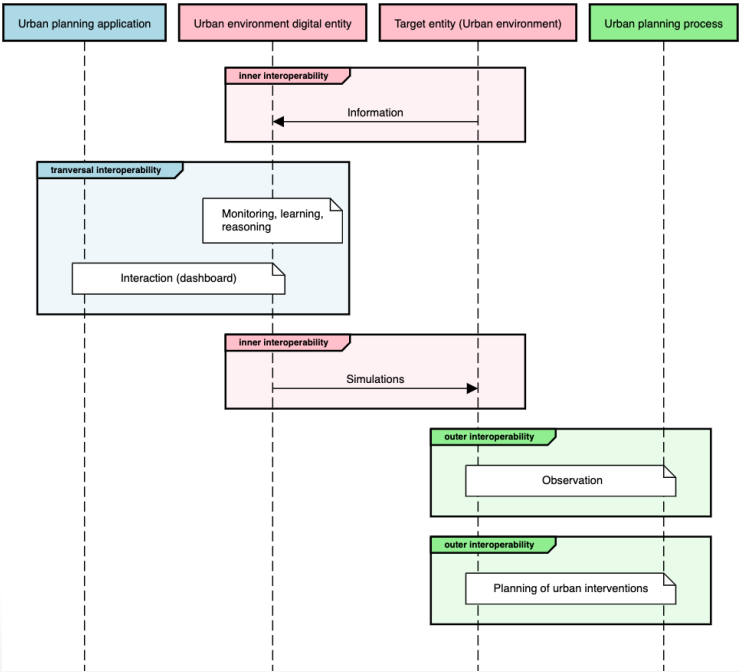 Urban planning application
Urban environment digital entity
Target entity (Urban environment)
Urban planning process
inner interoperability
Information
tranversal interoperability
Monitoring, learning,
reasoning
Interaction (dashboard)
inner interoperability
Simulations
outer interoperability
Observation
outer interoperability
Planning of urban interventions